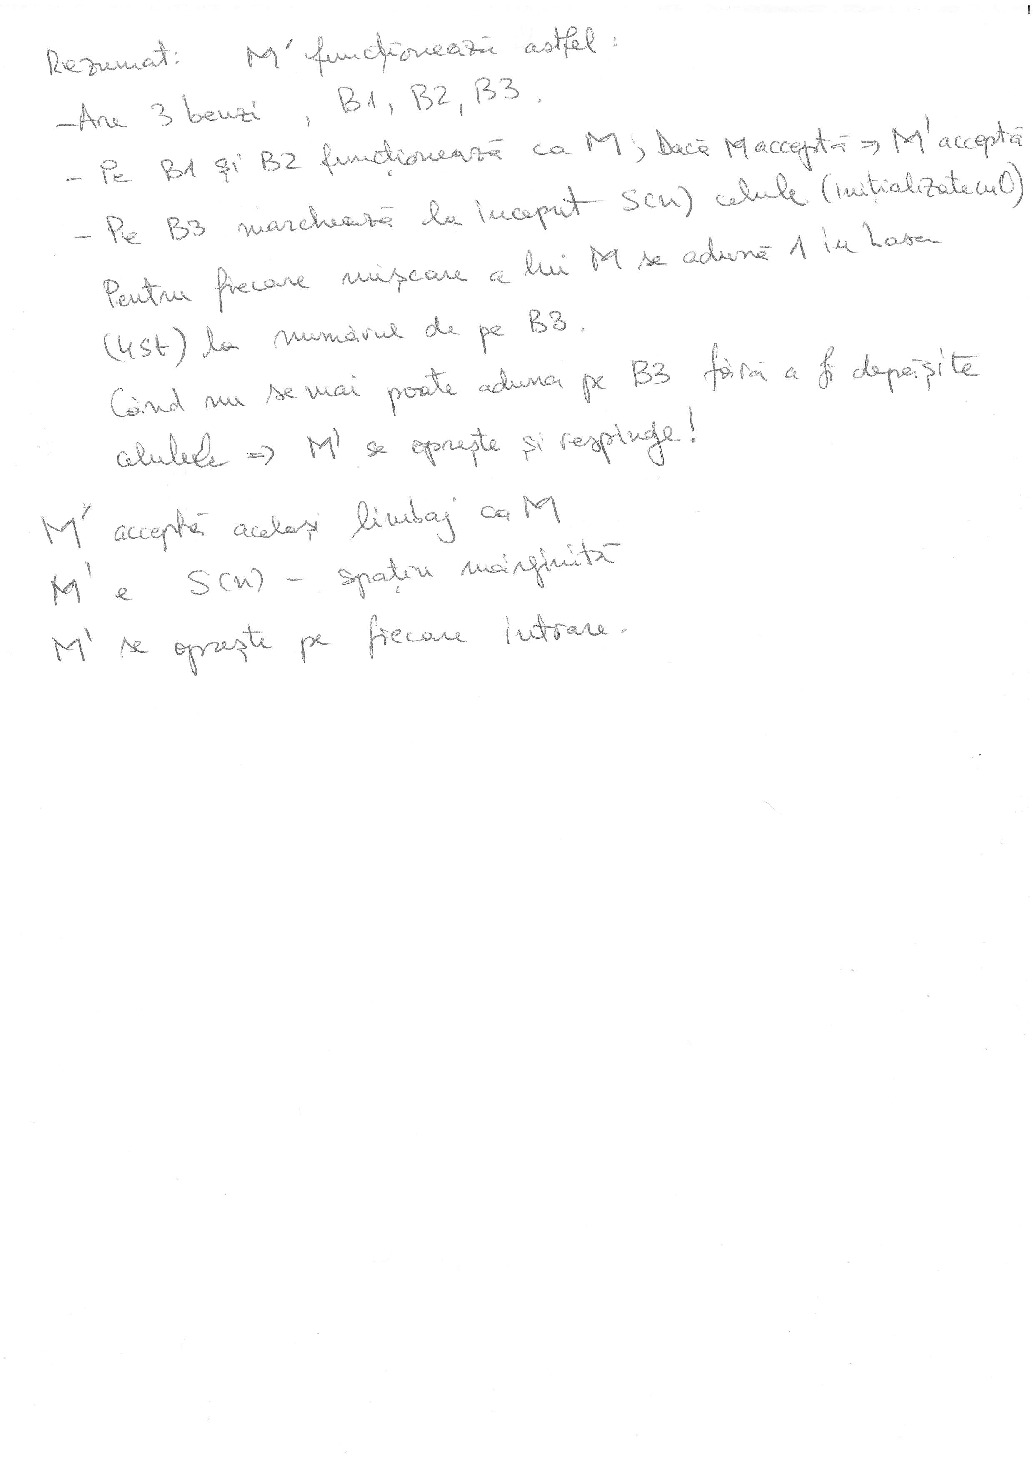 Rezumat: M' funcționează astfel:
- Are 3 benzi, B1, B2, B3.
- Pe B1 și B2 funcționează ca M; Dacă M acceptă => M' acceptă
- Pe B3 marchează la început S(n) celule (inițializate cu 0)
Pentru fiecare mișcare a lui M se adună 1 în baza
(4st) la numărul de pe B3.
Când nu se mai poate aduna pe B3 fără a fi depășite
celulele => M' se oprește și respinge!
M' acceptă același limbaj ca M
M' e S(n) - spațiu mărginită
M' se oprește pe fiecare intrare.